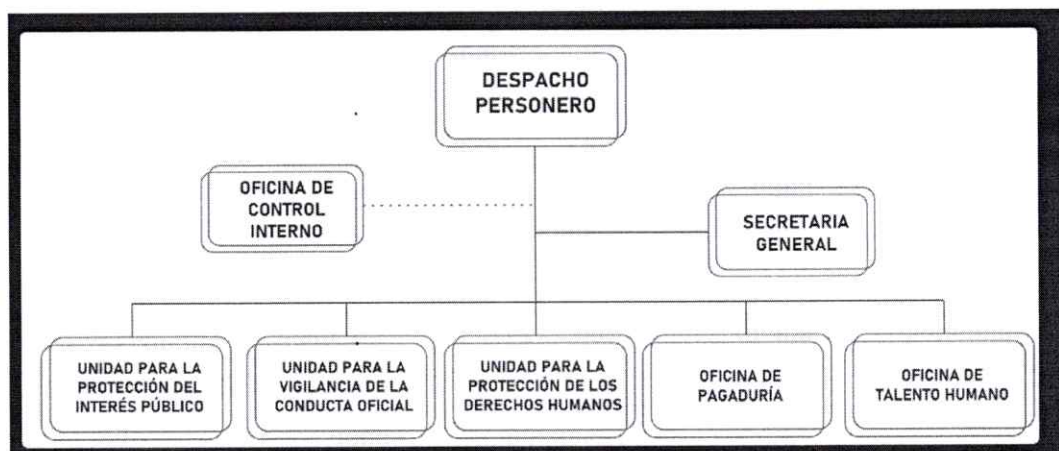 DESPACHO
PERSONERO
OFICINA DE
CONTROL
INTERNO
SECRETARIA
GENERAL
UNIDAD PARA LA
PROTECCIÓN DEL
INTERÉS PÚBLICO
UNIDAD PARA LA
VIGILANCIA DE LA
CONDUCTA OFICIAL
UNIDAD PARA LA
PROTECCIÓN DE LOS
DERECHOS HUMANOS
OFICINA DE
PAGADURÍA
OFICINA DE
TALENTO HUMANO